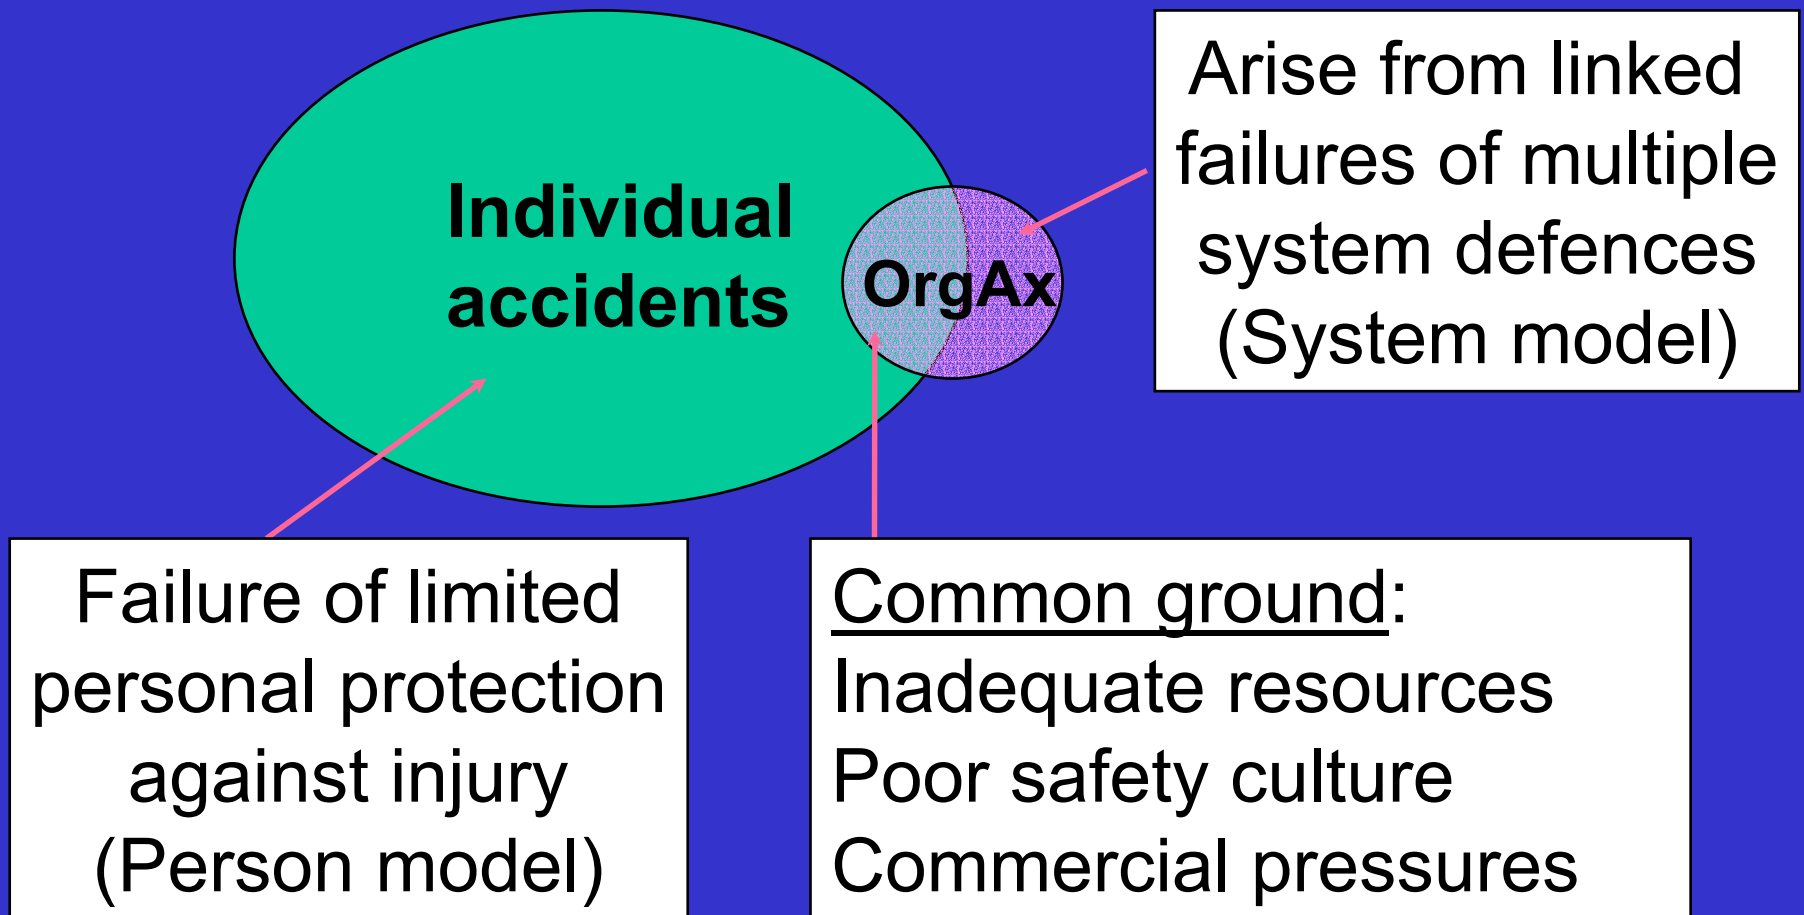 Individual
accidents
OrgAx
Arise from linked
failures of multiple
system defences
(System model)
Failure of limited
personal protection
against injury
(Person model)
Common ground:
Inadequate resources
Poor safety culture
Commercial pressures